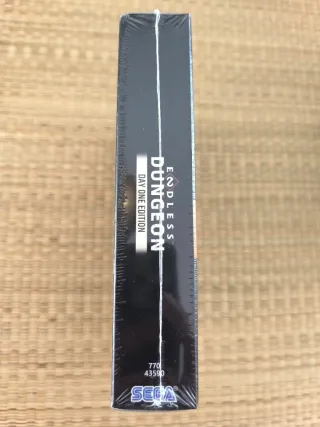 ENDLESS
DUNGEON
DAY ONE EDITION
770
43590
SEGA